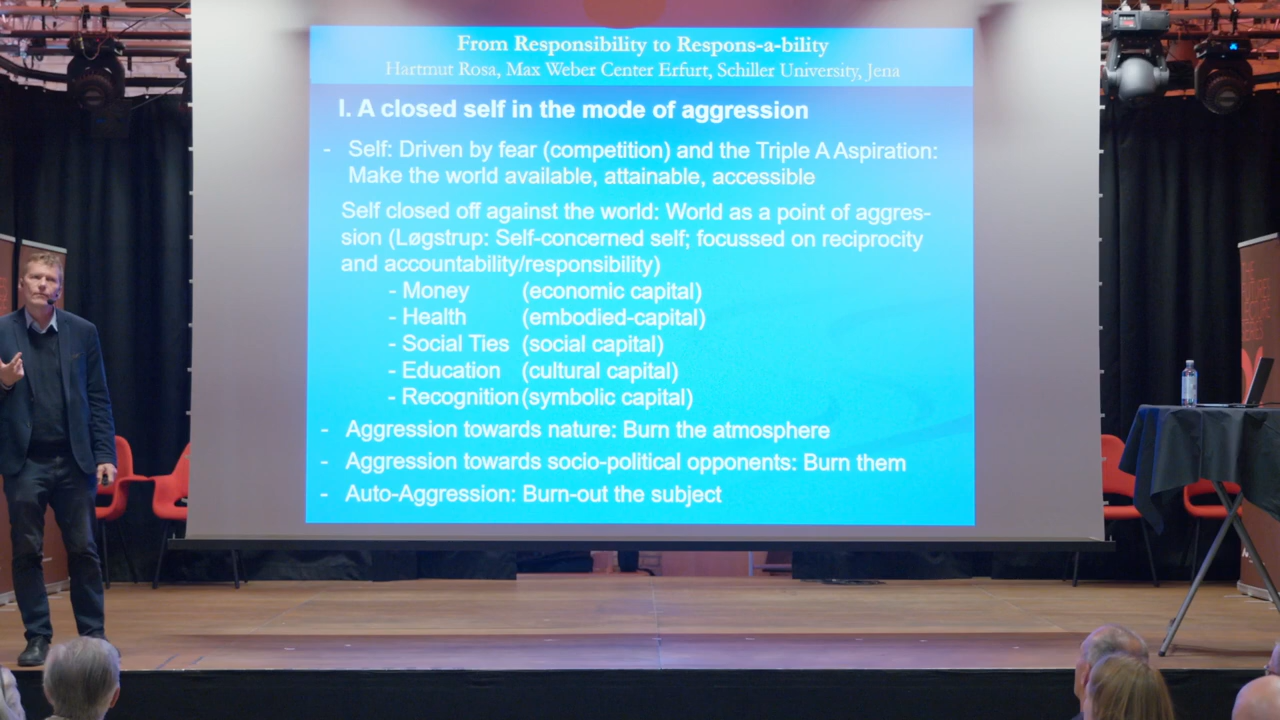 From Responsibility to Respons-a-bility
Hartmut Rosa, Max Weber Center Erfurt, Schiller University, Jena
I. A closed self in the mode of aggression
- Self: Driven by fear (competition) and the Triple A Aspiration:
Make the world available, attainable, accessible
Self closed off against the world: World as a point of aggres-
sion (Løgstrup: Self-concerned self; focussed on reciprocity
and accountability/responsibility)
- Money (economic capital)
- Health (embodied-capital)
- Social Ties (social capital)
- Education (cultural capital)
- Recognition (symbolic capital)
- Aggression towards nature: Burn the atmosphere
- Aggression towards socio-political opponents: Burn them
- Auto-Aggression: Burn-out the subject